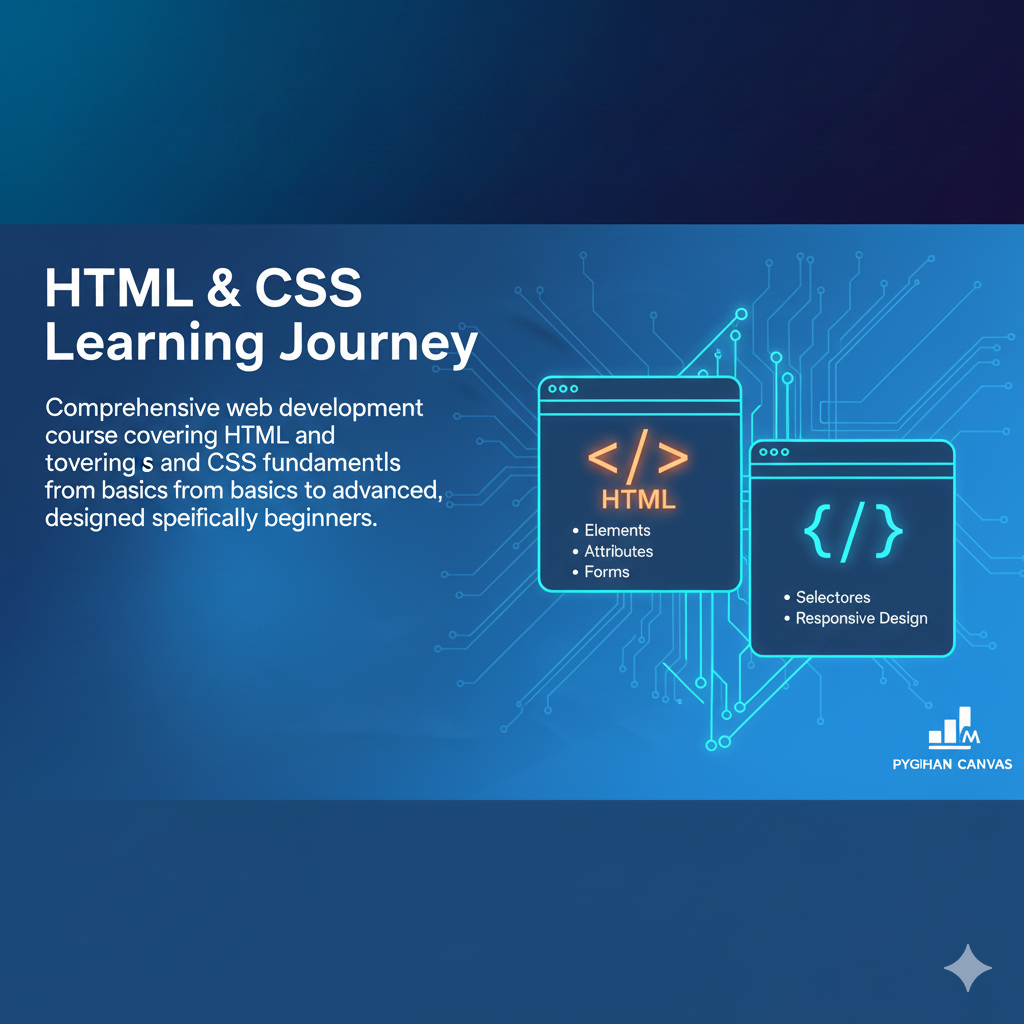 HTML & CSS
Learning Journey
Comprehensive web development
course covering HTML and
tovering s and CSS fundamentls
from basics from basics to advanced,
designed speifically beginners.
</>
HTML
• Elements
• Attributes
• Forms
{/}
• Selectores
• Responsive Design
M
PYGIHAN CANVAS